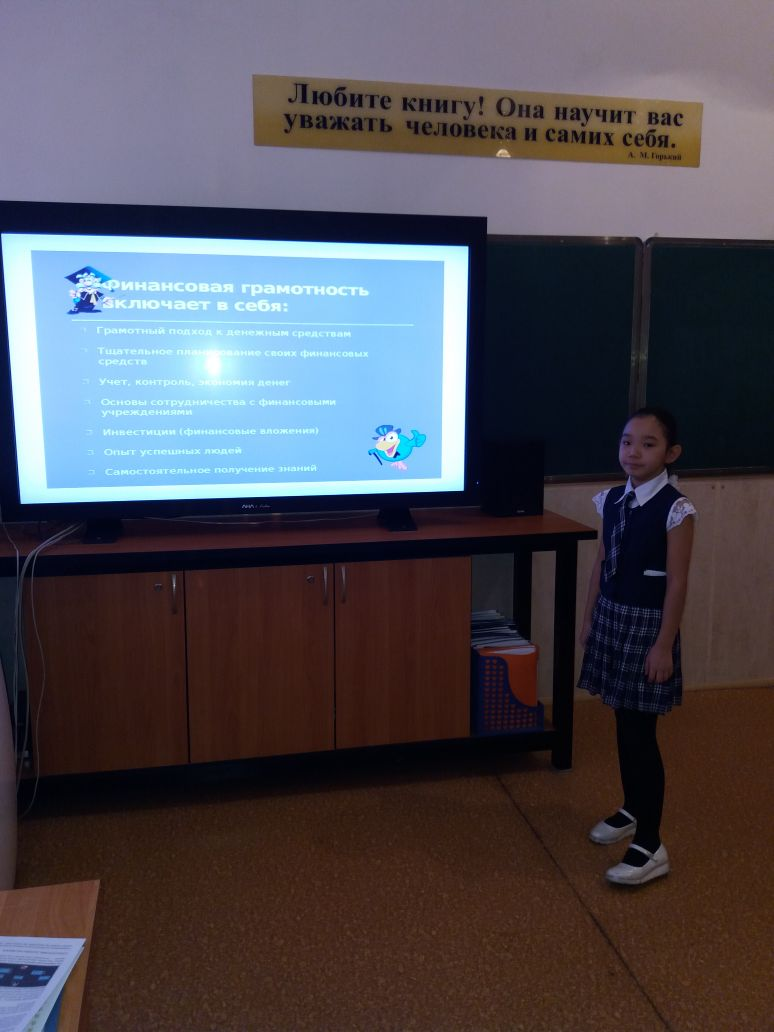 Любите книгу! Она научит вас
уважать человека и самих себя.
А. М. Горький
Финансовая грамотность
включает в себя:
Грамотный подход к денежным средствам
Тщательное планирование своих финансовых
средств
Учет, контроль, экономия денег
Основы сотрудничества с финансовыми
учреждениями
Инвестиции (финансовые вложения)
Опыт успешных людей
Самостоятельное получение знаний